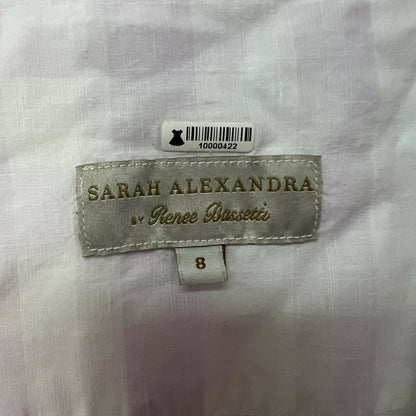 10000422
SARAH ALEXANDRA
BY Renee Bassetti
8